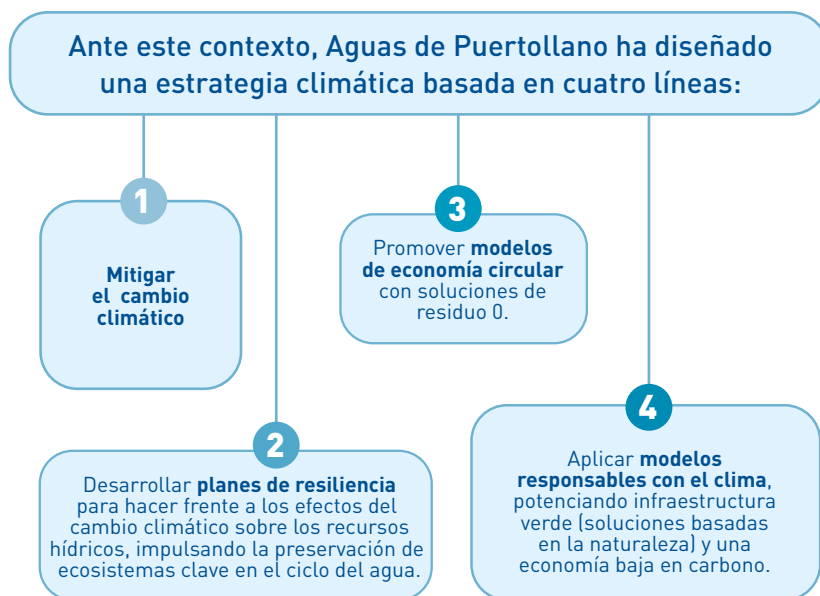 Ante este contexto, Aguas de Puertollano ha diseñado
una estrategia climática basada en cuatro líneas:
1
Mitigar
el cambio
climático
2
Desarrollar planes de resiliencia
para hacer frente a los efectos del
cambio climático sobre los recursos
hídricos, impulsando la preservación de
ecosistemas clave en el ciclo del agua.
3
Promover modelos
de economía circular
con soluciones de
residuo 0.
4
Aplicar modelos
responsables con el clima,
potenciando infraestructura
verde (soluciones basadas
en la naturaleza) y una
economía baja en carbono.